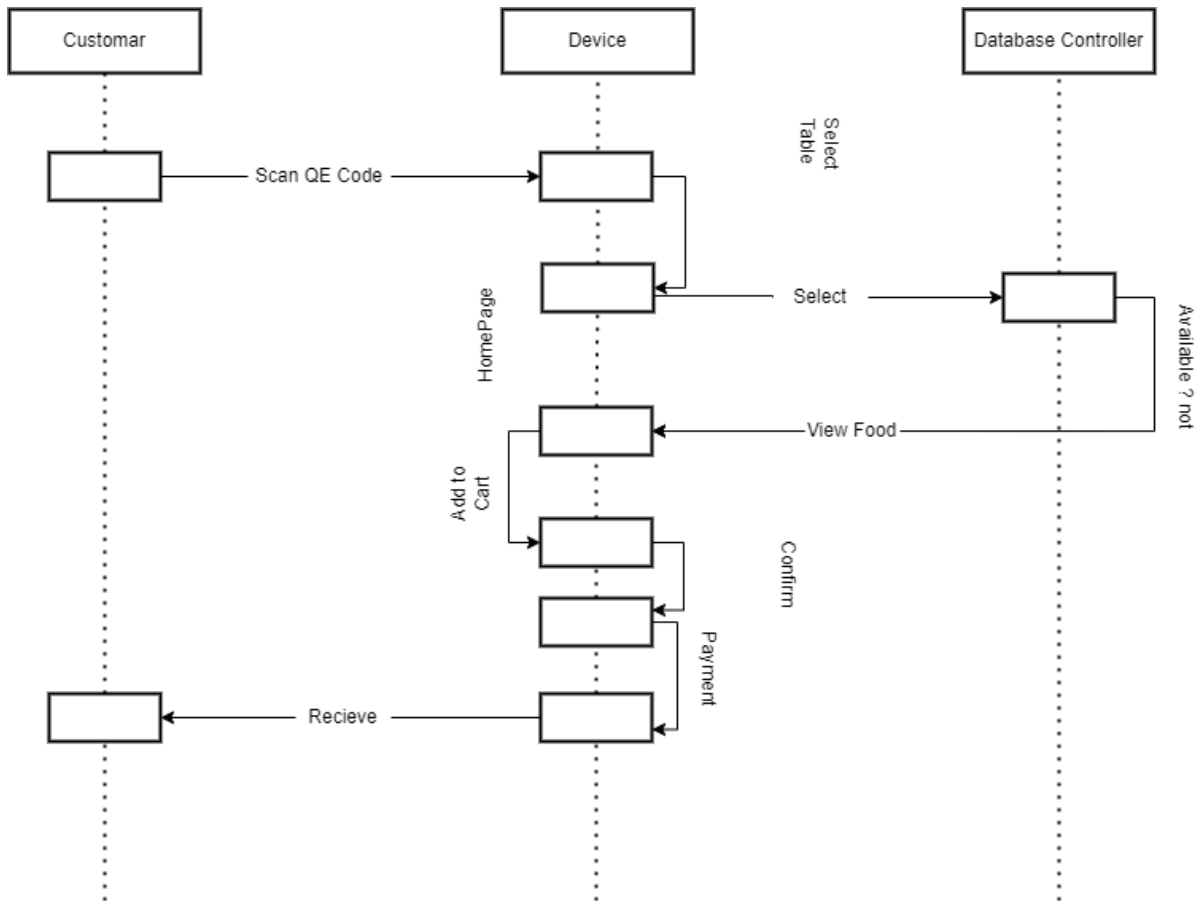 Customar
Device
Database Controller
Select
Table
Scan QE Code
HomePage
Select
Available ? not
View Food
Add to
Cart
Confirm
Payment
Recieve